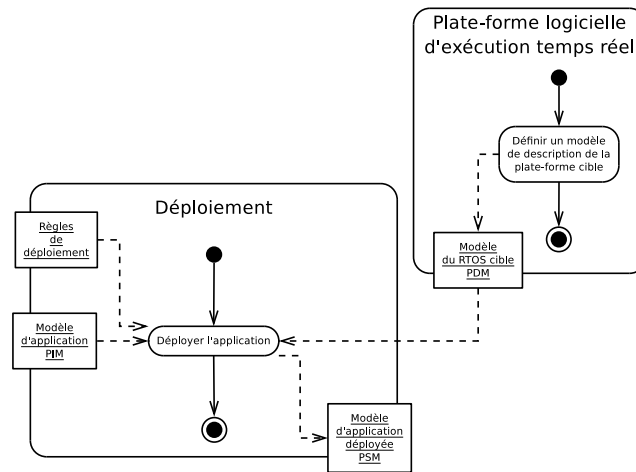 Plate-forme logicielle
d'exécution temps réel
Définir un modèle
de description de la
plate-forme cible
Modèle
du RTOS cible
PDM
Déploiement
Règles
de
déploiement
Modèle
d'application
PIM
Déployer l'application
Modèle
d'application
déployée
PSM